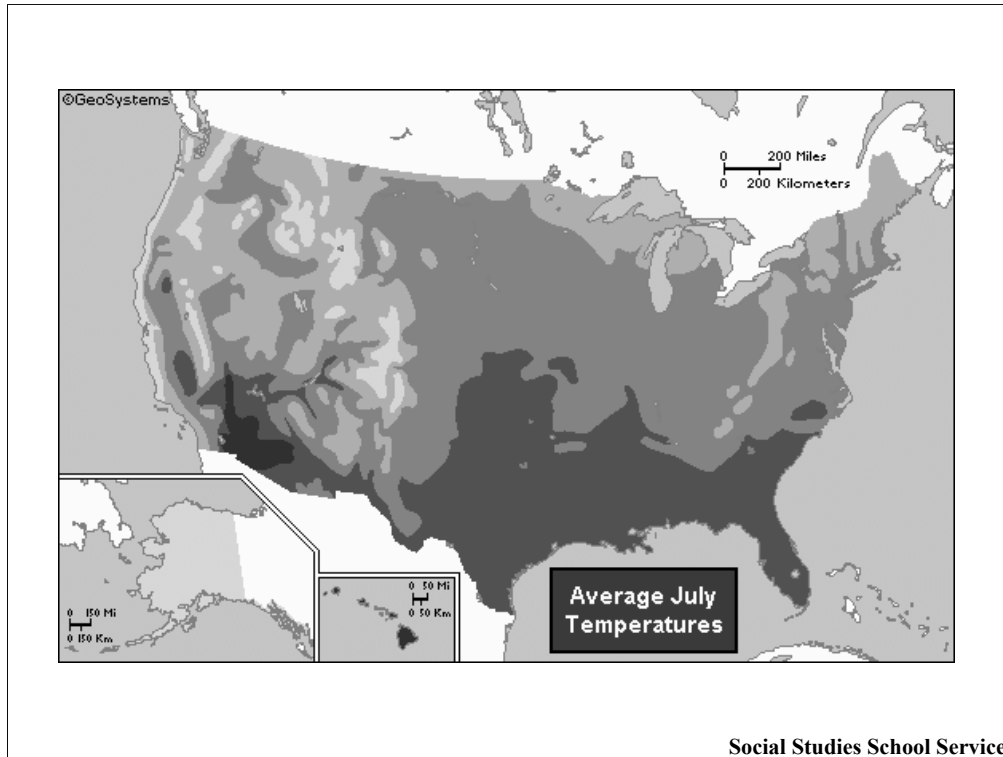 ©GeoSystems
0 200 Miles
0 200 Kilometers
0 150 Mi
0 150 Km
0 50 Mi
0 50 Km
Average July
Temperatures
Social Studies School Service